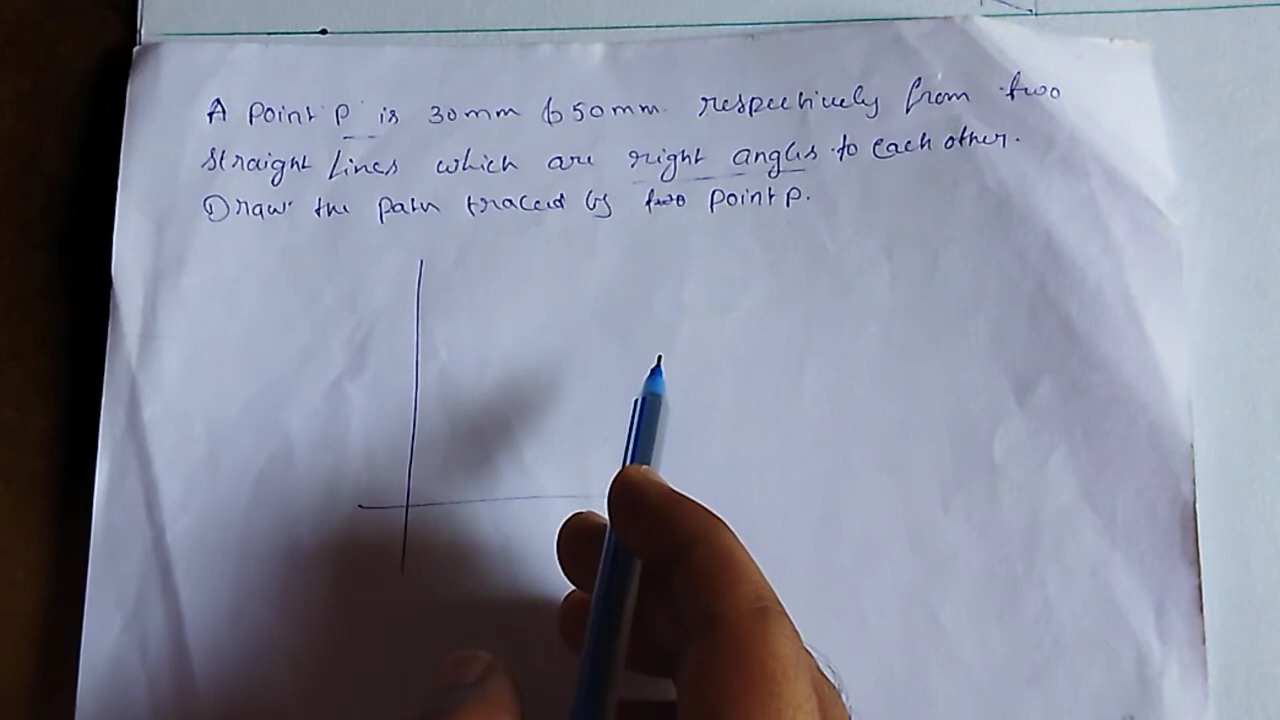 A point P is 30mm & 50mm respectively from two
straight lines which are right angles to each other.
Draw the path traced by two point p.